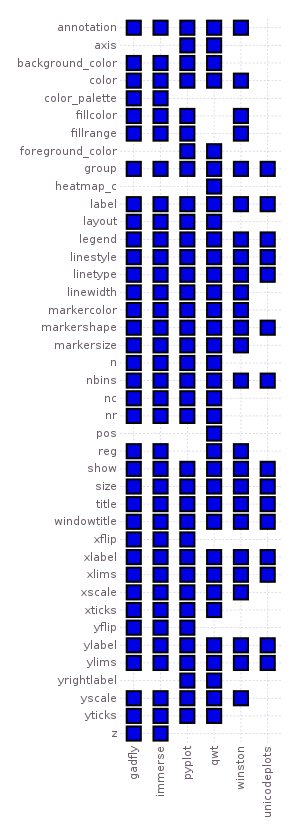 annotation
axis
background_color
color
color_palette
fillcolor
fillrange
foreground_color
group
heatmap_c
label
layout
legend
linestyle
linetype
linewidth
markercolor
markershape
markersize
n
nbins
nc
nr
pos
reg
show
size
title
windowtitle
xflip
xlabel
xlims
xscale
xticks
yflip
ylabel
ylims
yrightlabel
yscale
yticks
z
gadfly
immerse
pyplot
qwt
winston
unicodeplots